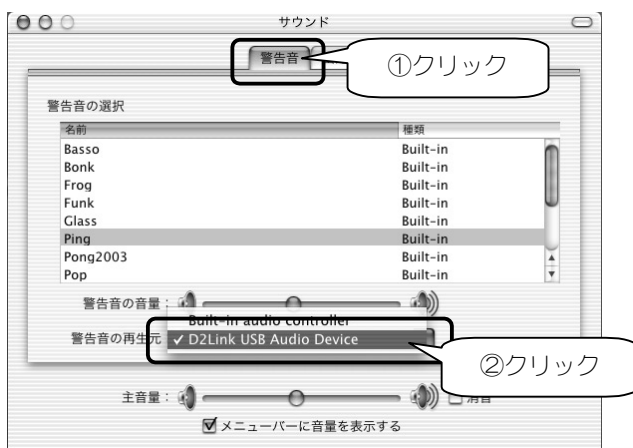 サウンド
警告音
①クリック
警告音の選択
名前 種類
Basso Built-in
Bonk Built-in
Frog Built-in
Funk Built-in
Glass Built-in
Ping Built-in
Pong2003 Built-in
Pop Built-in
警告音の音量：
Built-in audio controller
警告音の再生元 ✓ D2Link USB Audio Device
②クリック
主音量： 消音
メニューバーに音量を表示する